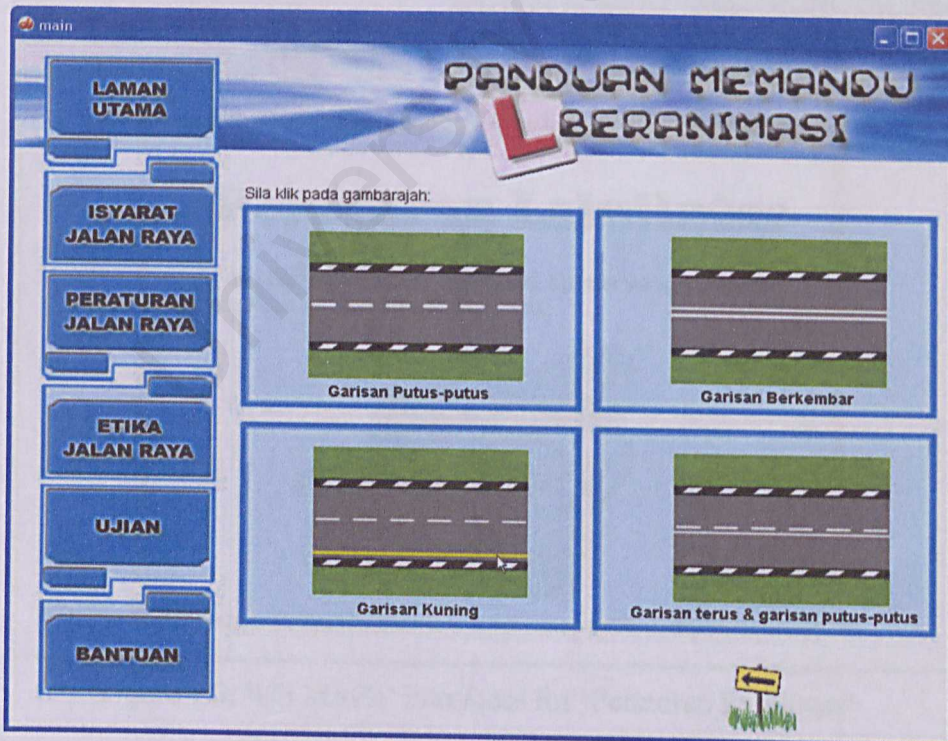 main
PANDUAN MEMANDU
BERANIMASI
L
LAMAN
UTAMA
ISYARAT
JALAN RAYA
PERATURAN
JALAN RAYA
ETIKA
JALAN RAYA
UJIAN
BANTUAN
Sila klik pada gambarajah:
Garisan Putus-putus
Garisan Berkembar
Garisan Kuning
Garisan terus & garisan putus-putus